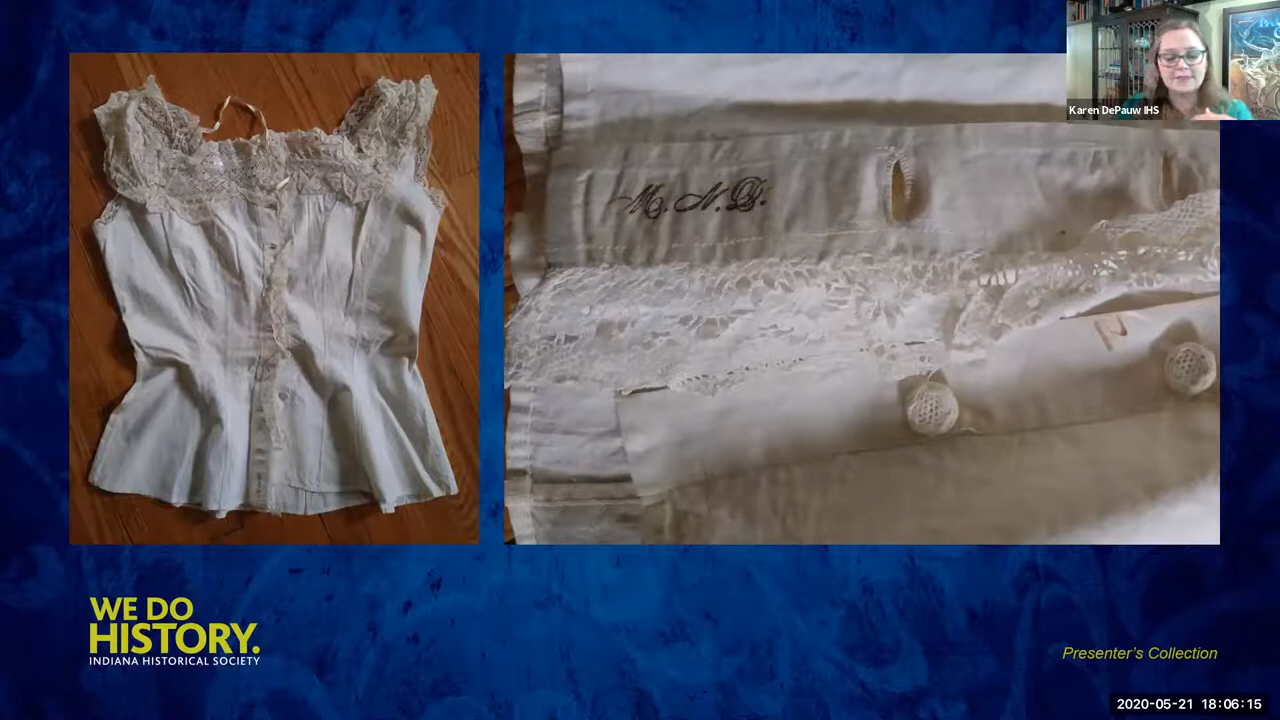 Karen DePauw IHS
M. N. D.
WE DO
HISTORY.
INDIANA HISTORICAL SOCIETY
Presenter's Collection
2020-05-21 18:06:15